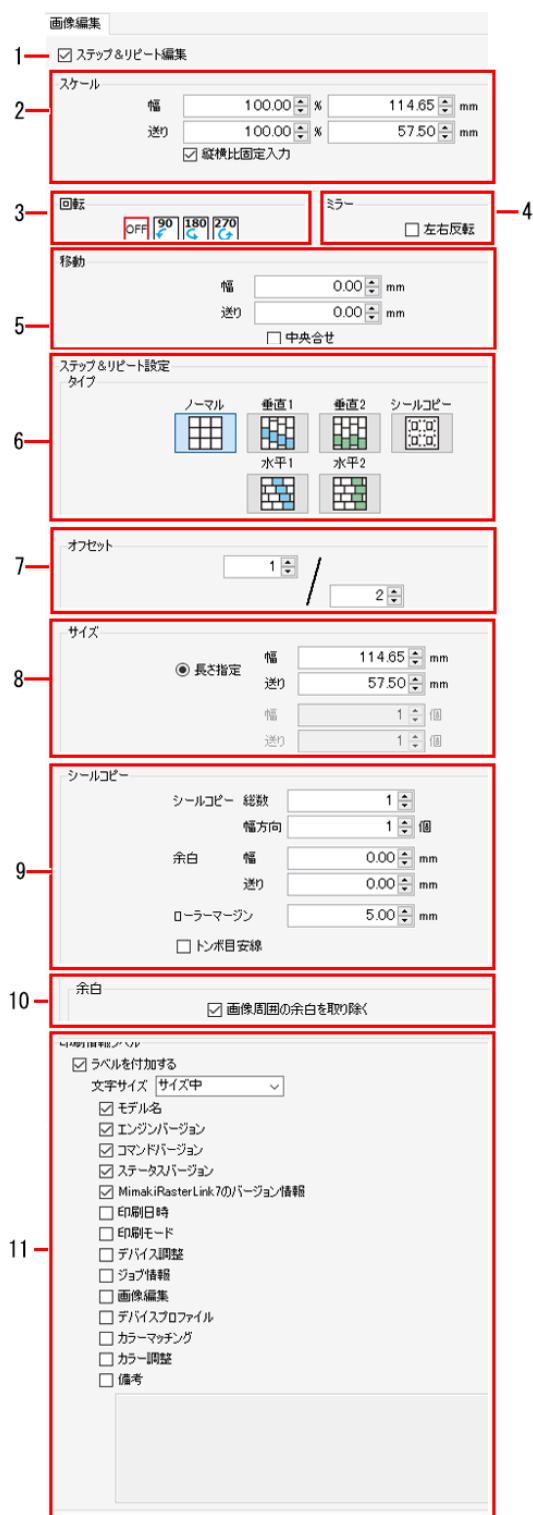 画像編集
1
ステップ&リピート編集
2
スケール
幅 100.00 % 114.65 mm
送り 100.00 % 57.50 mm
縦横比固定入力
3
回転
OFF 90 180 270
ミラー
左右反転
4
5
移動
幅 0.00 mm
送り 0.00 mm
中央合せ
6
ステップ&リピート設定
タイプ
ノーマル 垂直1 垂直2 シールコピー
水平1 水平2
7
オフセット
1 / 2
8
サイズ
長さ指定
幅 114.65 mm
送り 57.50 mm
幅 1 個
送り 1 個
9
シールコピー
シールコピー 総数 1
幅方向 1 個
余白 幅 0.00 mm
送り 0.00 mm
ローラーマージン 5.00 mm
トンボ目安線
10
余白
画像周囲の余白を取り除く
11
印刷情報ラベル
ラベルを付加する
文字サイズ サイズ中
モデル名
エンジンバージョン
コマンドバージョン
ステータスバージョン
MimakiRasterLink7のバージョン情報
印刷日時
印刷モード
デバイス調整
ジョブ情報
画像編集
デバイスプロファイル
カラーマッチング
カラー調整
備考